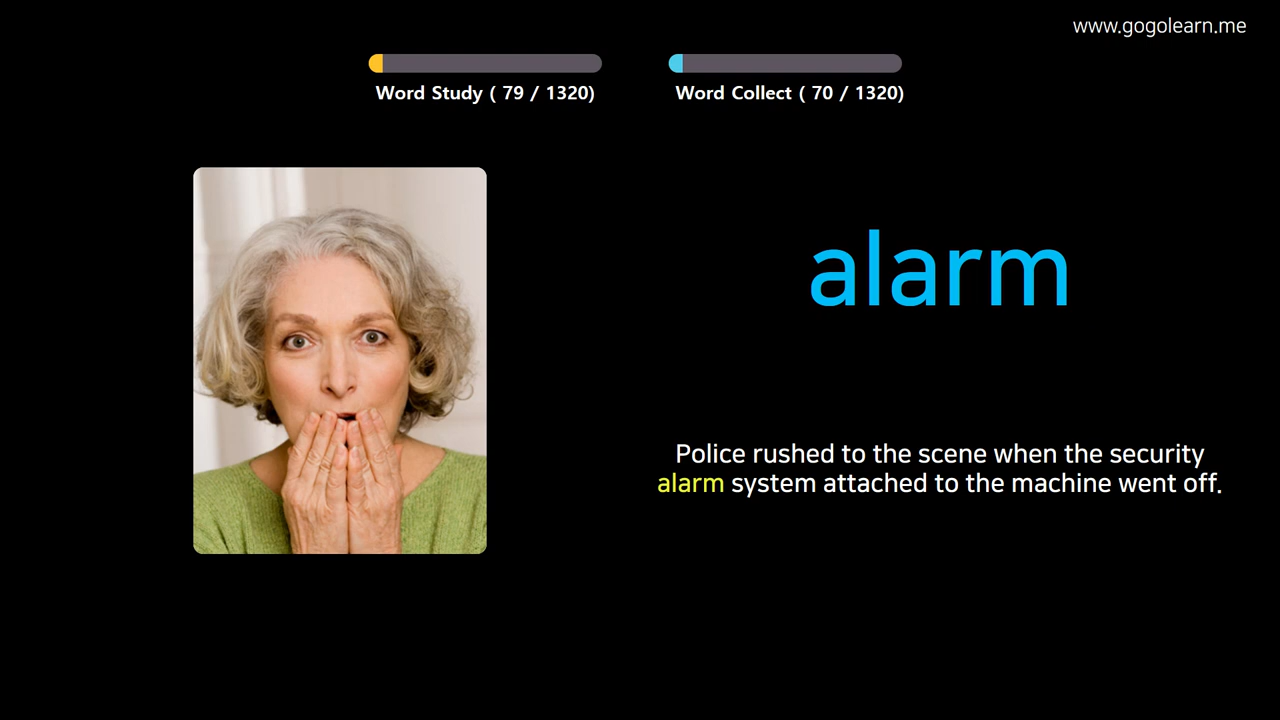 www.gogolearn.me
Word Study ( 79 / 1320)
Word Collect ( 70 / 1320)
alarm
Police rushed to the scene when the security
alarm system attached to the machine went off.